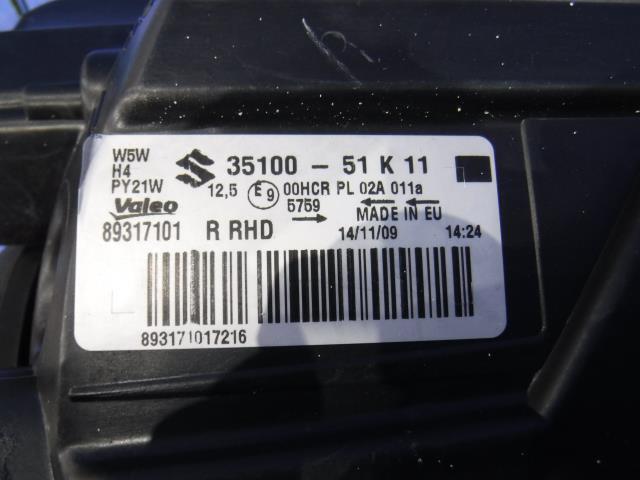 W5W
H4
PY21W
35100 - 51 K 11
12,5 E9 00HCR PL 02A 011a
5759
MADE IN EU
Valeo
89317101 R RHD 14/11/09 14:24
893171017216